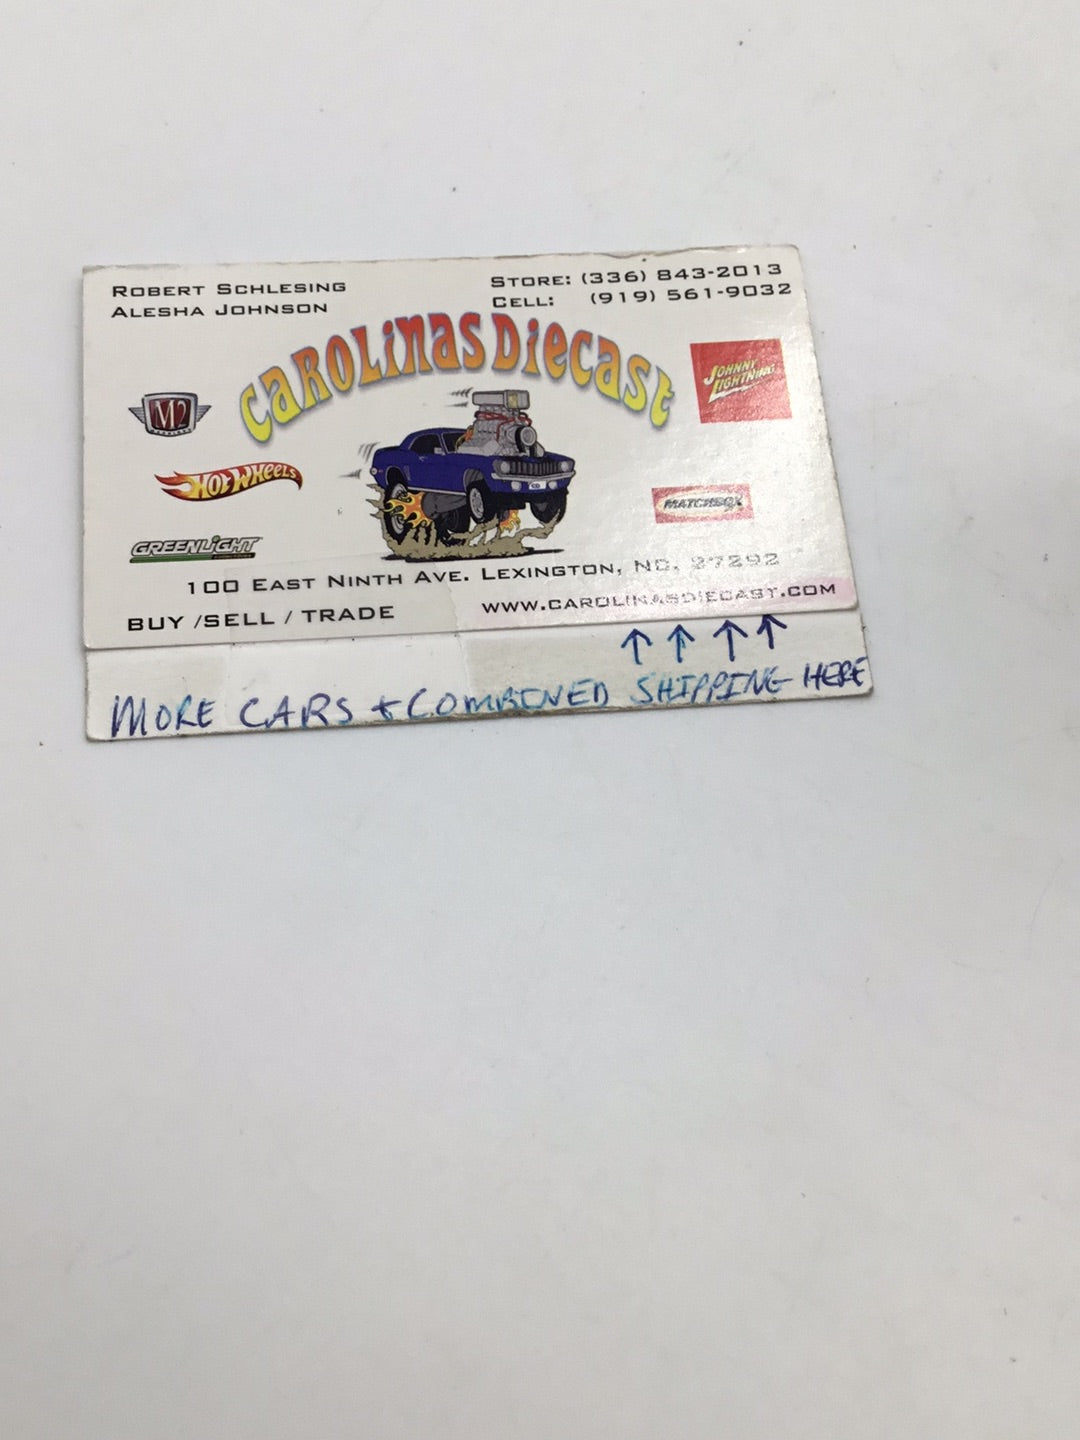 ROBERT SCHLESING
ALESHA JOHNSON
STORE: (336) 843-2013
CELL: (919) 561-9032
CAROLINAS DIECAST
M2
JOHNNY LIGHTNING
HOT WHEELS
MATCHBOX
GREENLIGHT
100 EAST NINTH AVE. LEXINGTON, NC, 27292
BUY /SELL / TRADE
WWW.CAROLINASDIECAST.COM
↑ ↑ ↑ ↑
MORE CARS + COMBINED SHIPPING HERE